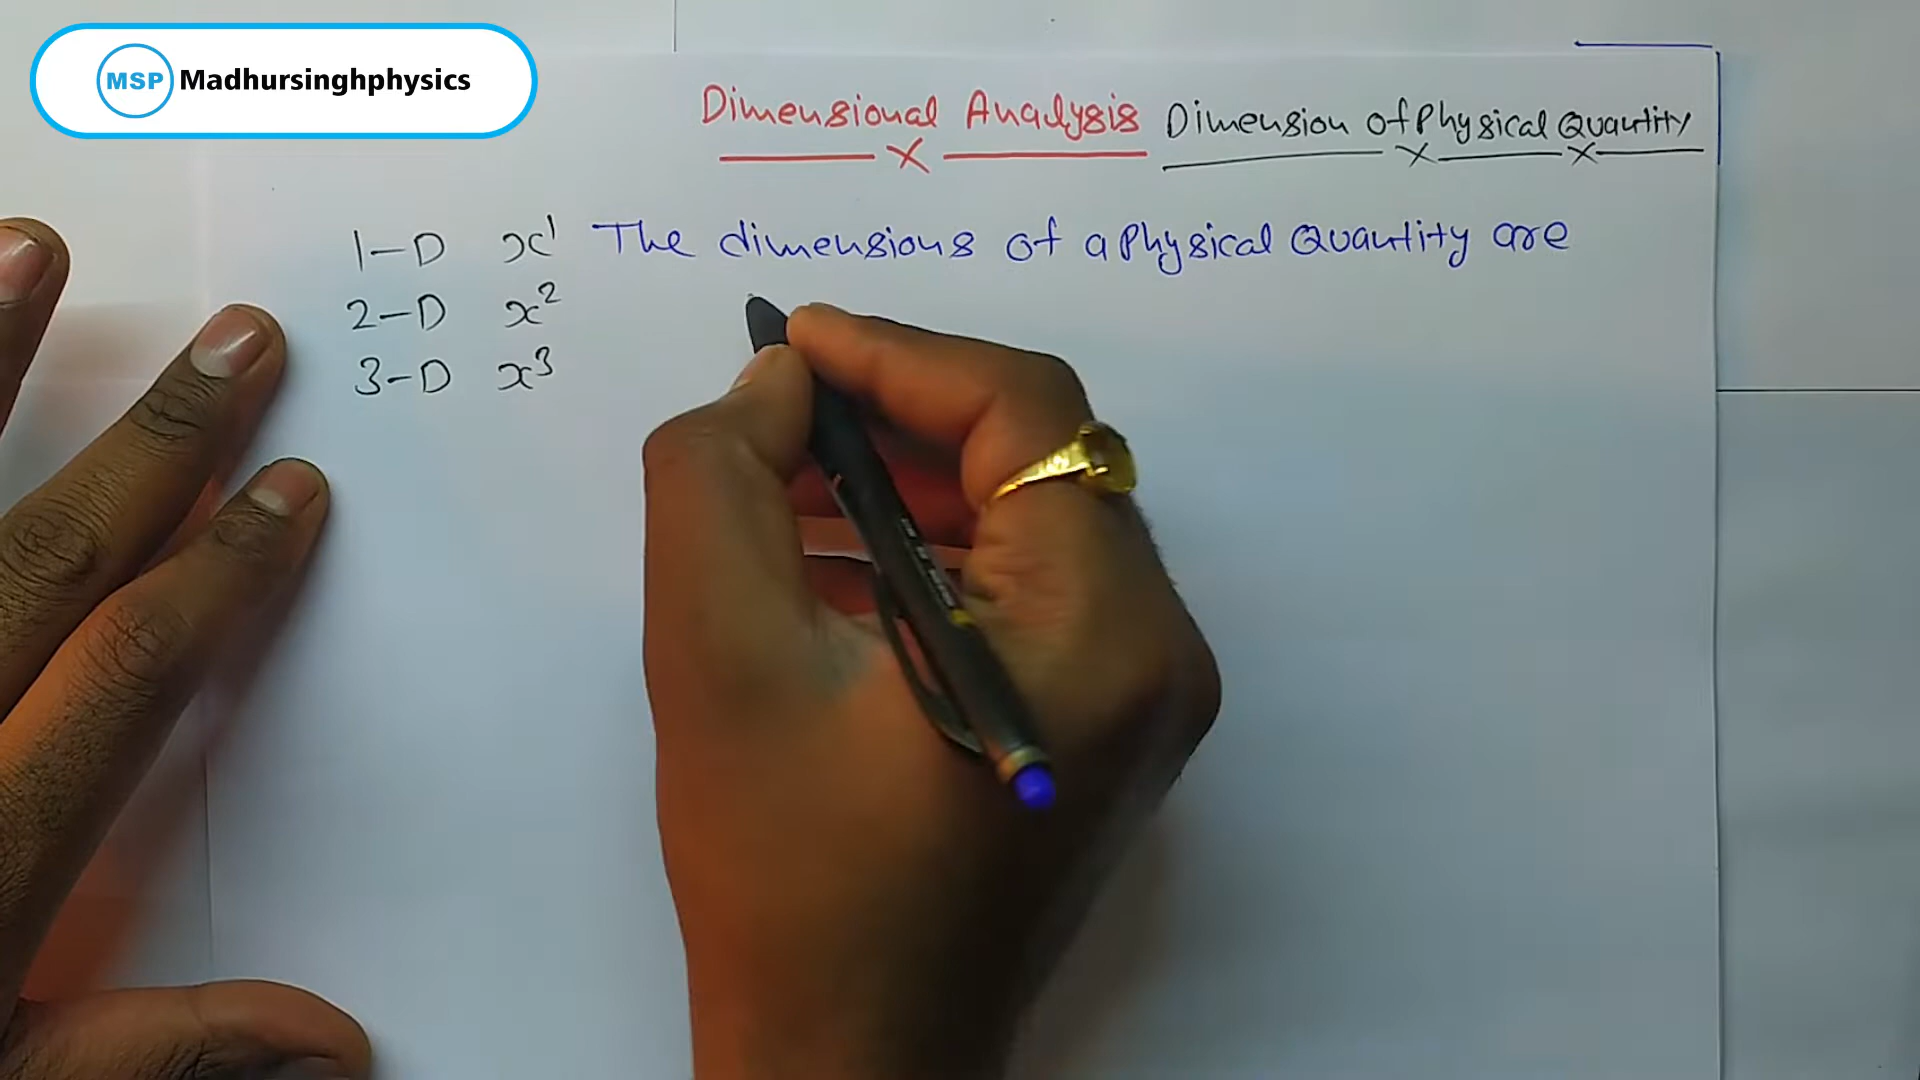 MSP Madhursinghphysics
Dimensional Analysis
Dimension of Physical Quantity
1-D x¹
2-D x²
3-D x³
The dimensions of a Physical Quantity are